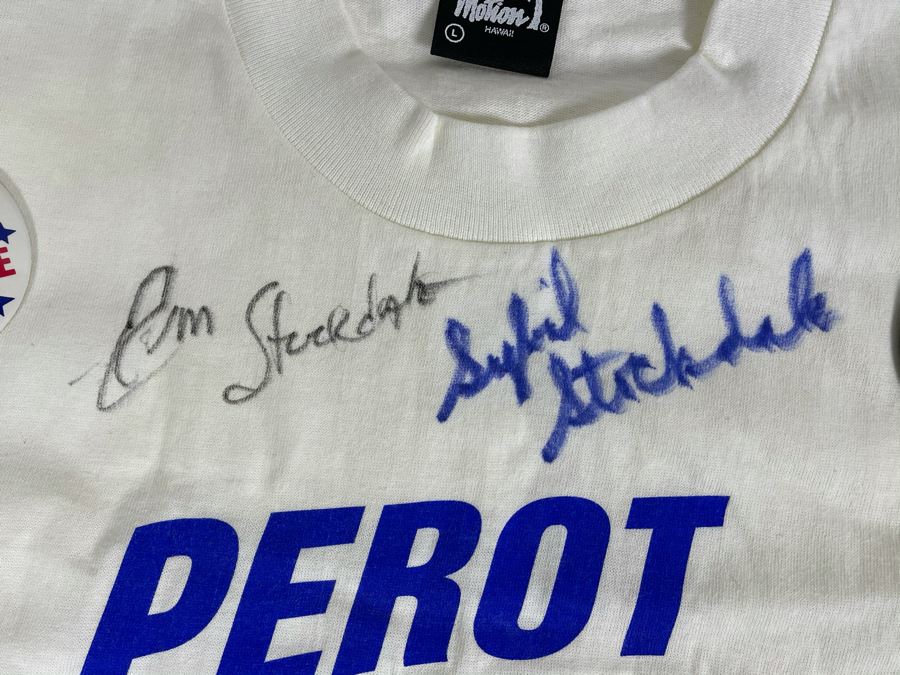 Motion ®
L HAWAII
E
Jim Stockdale
Sybil
Stockdale
PEROT